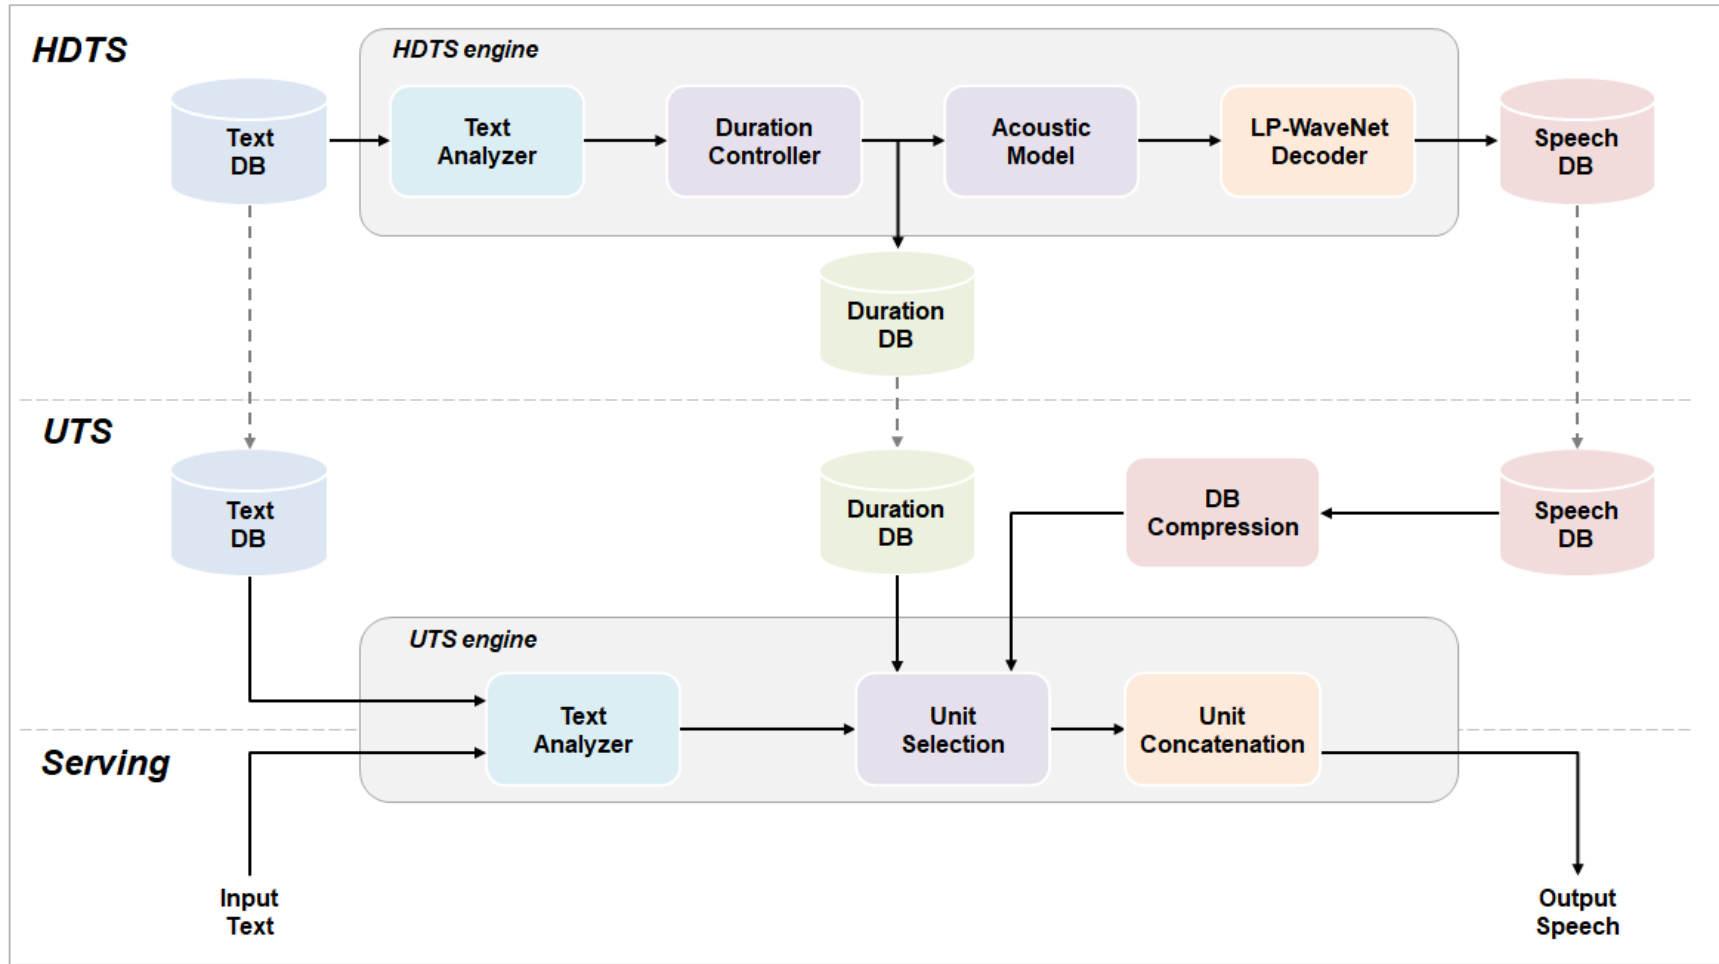 HDTS
HDTS engine
Text
DB
Text
Analyzer
Duration
Controller
Acoustic
Model
LP-WaveNet
Decoder
Speech
DB
Duration
DB
UTS
Text
DB
Duration
DB
DB
Compression
Speech
DB
UTS engine
Text
Analyzer
Unit
Selection
Unit
Concatenation
Serving
Input
Text
Output
Speech